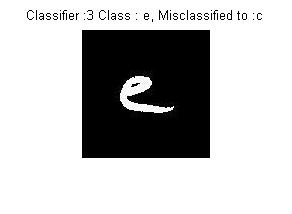 Classifier :3 Class : e, Misclassified to :c
e